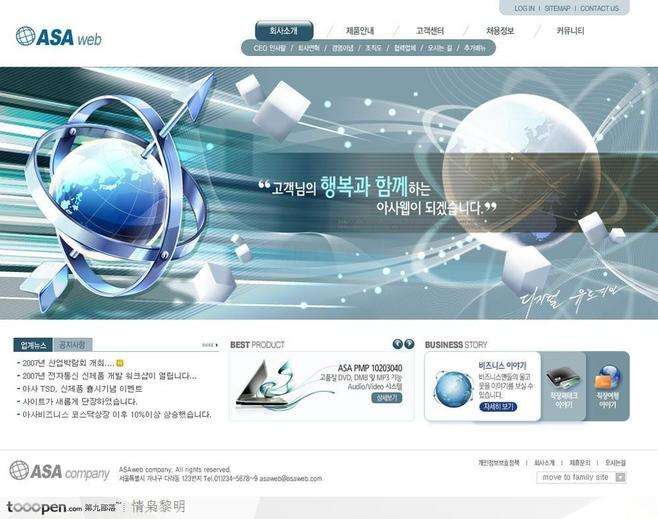 LOG IN | SITEMAP | CONTACT US
ASA web
회사소개 / 제품안내 / 고객센터 / 채용정보 / 커뮤니티
CEO 인사말 / 회사연혁 / 경영이념 / 조직도 / 협력업체 / 오시는 길 / 추가메뉴
“고객님의 행복과 함께하는
아사웹이 되겠습니다.”
디지털
업계뉴스 공지사항
2007년 산업박람회 개최....
2007년 전자통신 신제품 개발 워크샵이 열립니다...
아사 TSD, 신제품 출시기념 이벤트
사이트가 새롭게 단장하였습니다.
아사비즈니스 코스닥상장 이후 10%이상 상승했습니다.
BEST PRODUCT
ASA PMP 10203040
고품질 DVD, DMB 및 MP3 기능
Audio/Video 시스템
상세보기
BUSINESS STORY
비즈니스 이야기
비즈니스맨들의 울고
웃을 이야기를 보실 수
있습니다.
자세히 보기
직장재테크
이야기
직장여행
이야기
ASA company
ASAweb company, All rights reserved.
서울특별시 가나구 다라동 123번지 Tel.011234-5678~9 asaweb@asaweb.com
개인정보보호정책 | 회사소개 | 제휴문의 | 오시는길
move to family site
tooopen.com 第九部落 情枭黎明